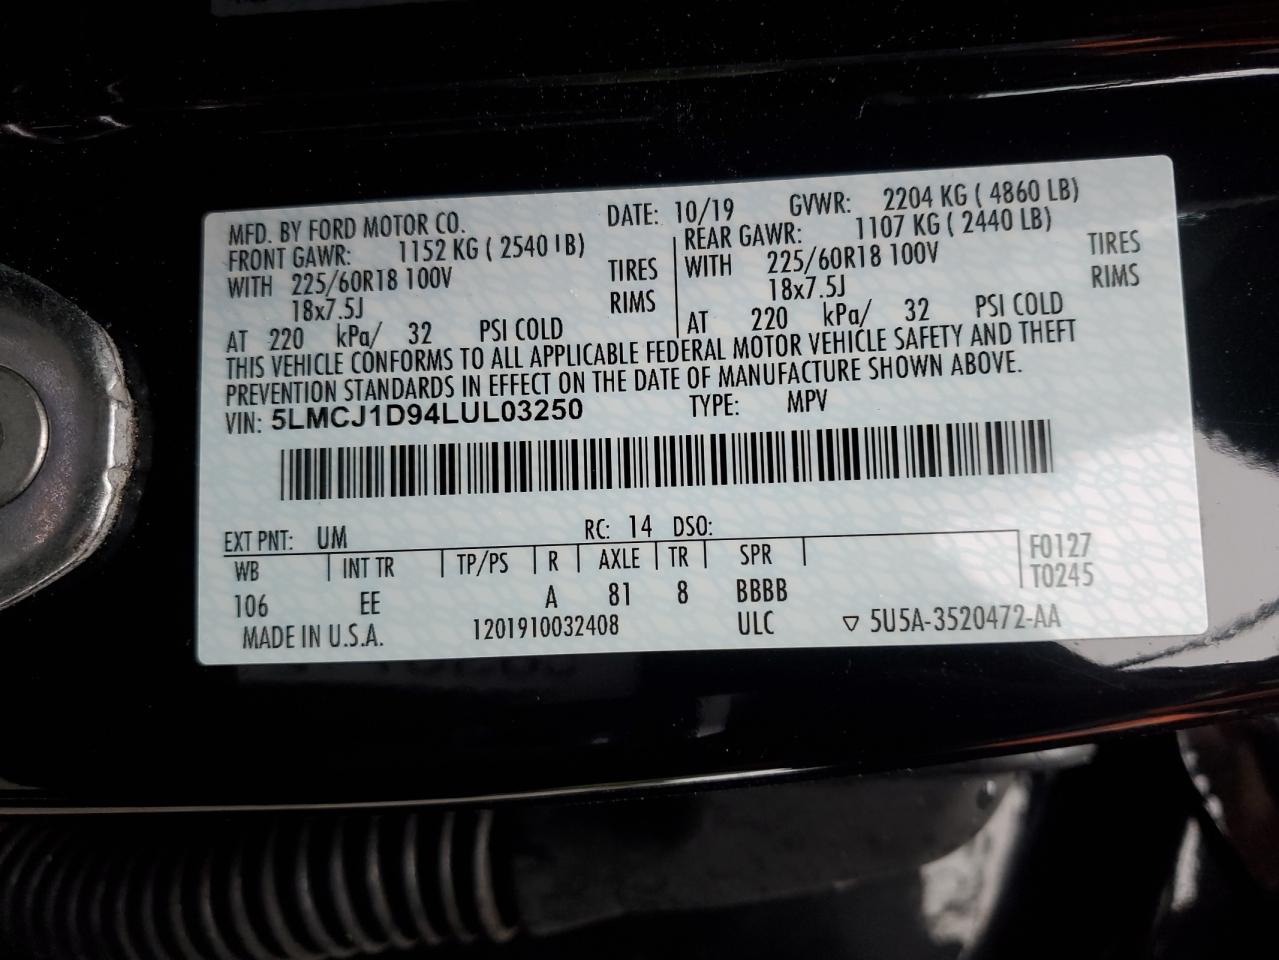 MFD. BY FORD MOTOR CO. DATE: 10/19 GVWR: 2204 KG ( 4860 LB)
FRONT GAWR: 1152 KG ( 2540 lB) REAR GAWR: 1107 KG ( 2440 LB)
WITH 225/60R18 100V TIRES WITH 225/60R18 100V TIRES
18x7.5J RIMS 18x7.5J RIMS
AT 220 kPa/ 32 PSI COLD AT 220 kPa/ 32 PSI COLD
THIS VEHICLE CONFORMS TO ALL APPLICABLE FEDERAL MOTOR VEHICLE SAFETY AND THEFT
PREVENTION STANDARDS IN EFFECT ON THE DATE OF MANUFACTURE SHOWN ABOVE.
VIN: 5LMCJ1D94LUL03250 TYPE: MPV
EXT PNT: UM RC: 14 DSO:
WB INT TR TP/PS R AXLE TR SPR F0127
T0245
106 EE A 81 8 BBBB
MADE IN U.S.A. 1201910032408 ULC ▽ 5U5A-3520472-AA